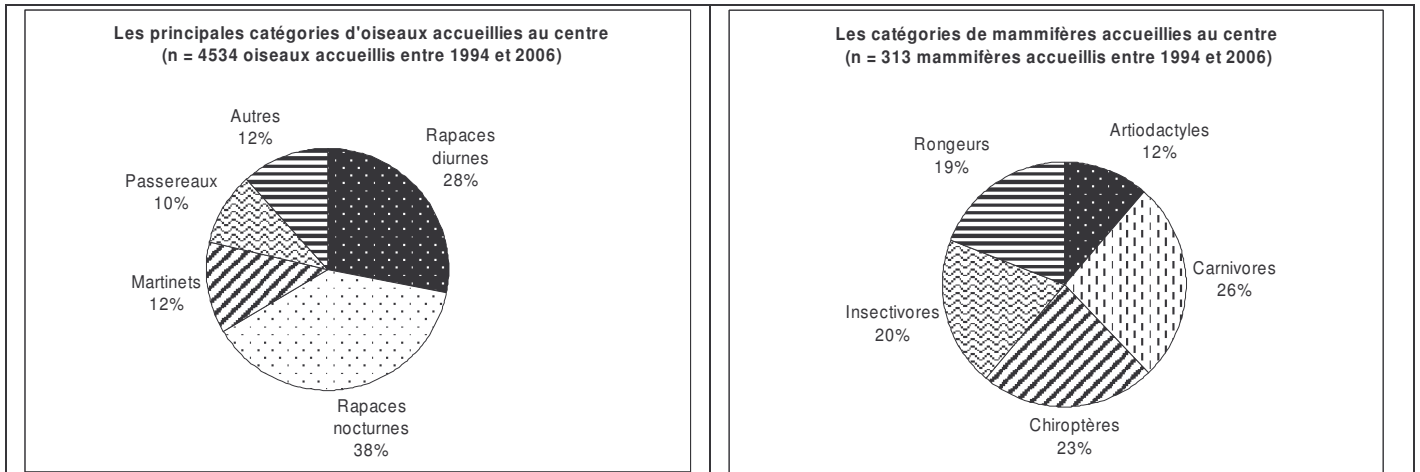 Les principales catégories d'oiseaux accueillies au centre
(n = 4534 oiseaux accueillis entre 1994 et 2006)
Autres
12%
Rapaces
diurnes
28%
Passereaux
10%
Martinets
12%
Rapaces
nocturnes
38%
Les catégories de mammifères accueillies au centre
(n = 313 mammifères accueillis entre 1994 et 2006)
Artiodactyles
12%
Rongeurs
19%
Carnivores
26%
Insectivores
20%
Chiroptères
23%